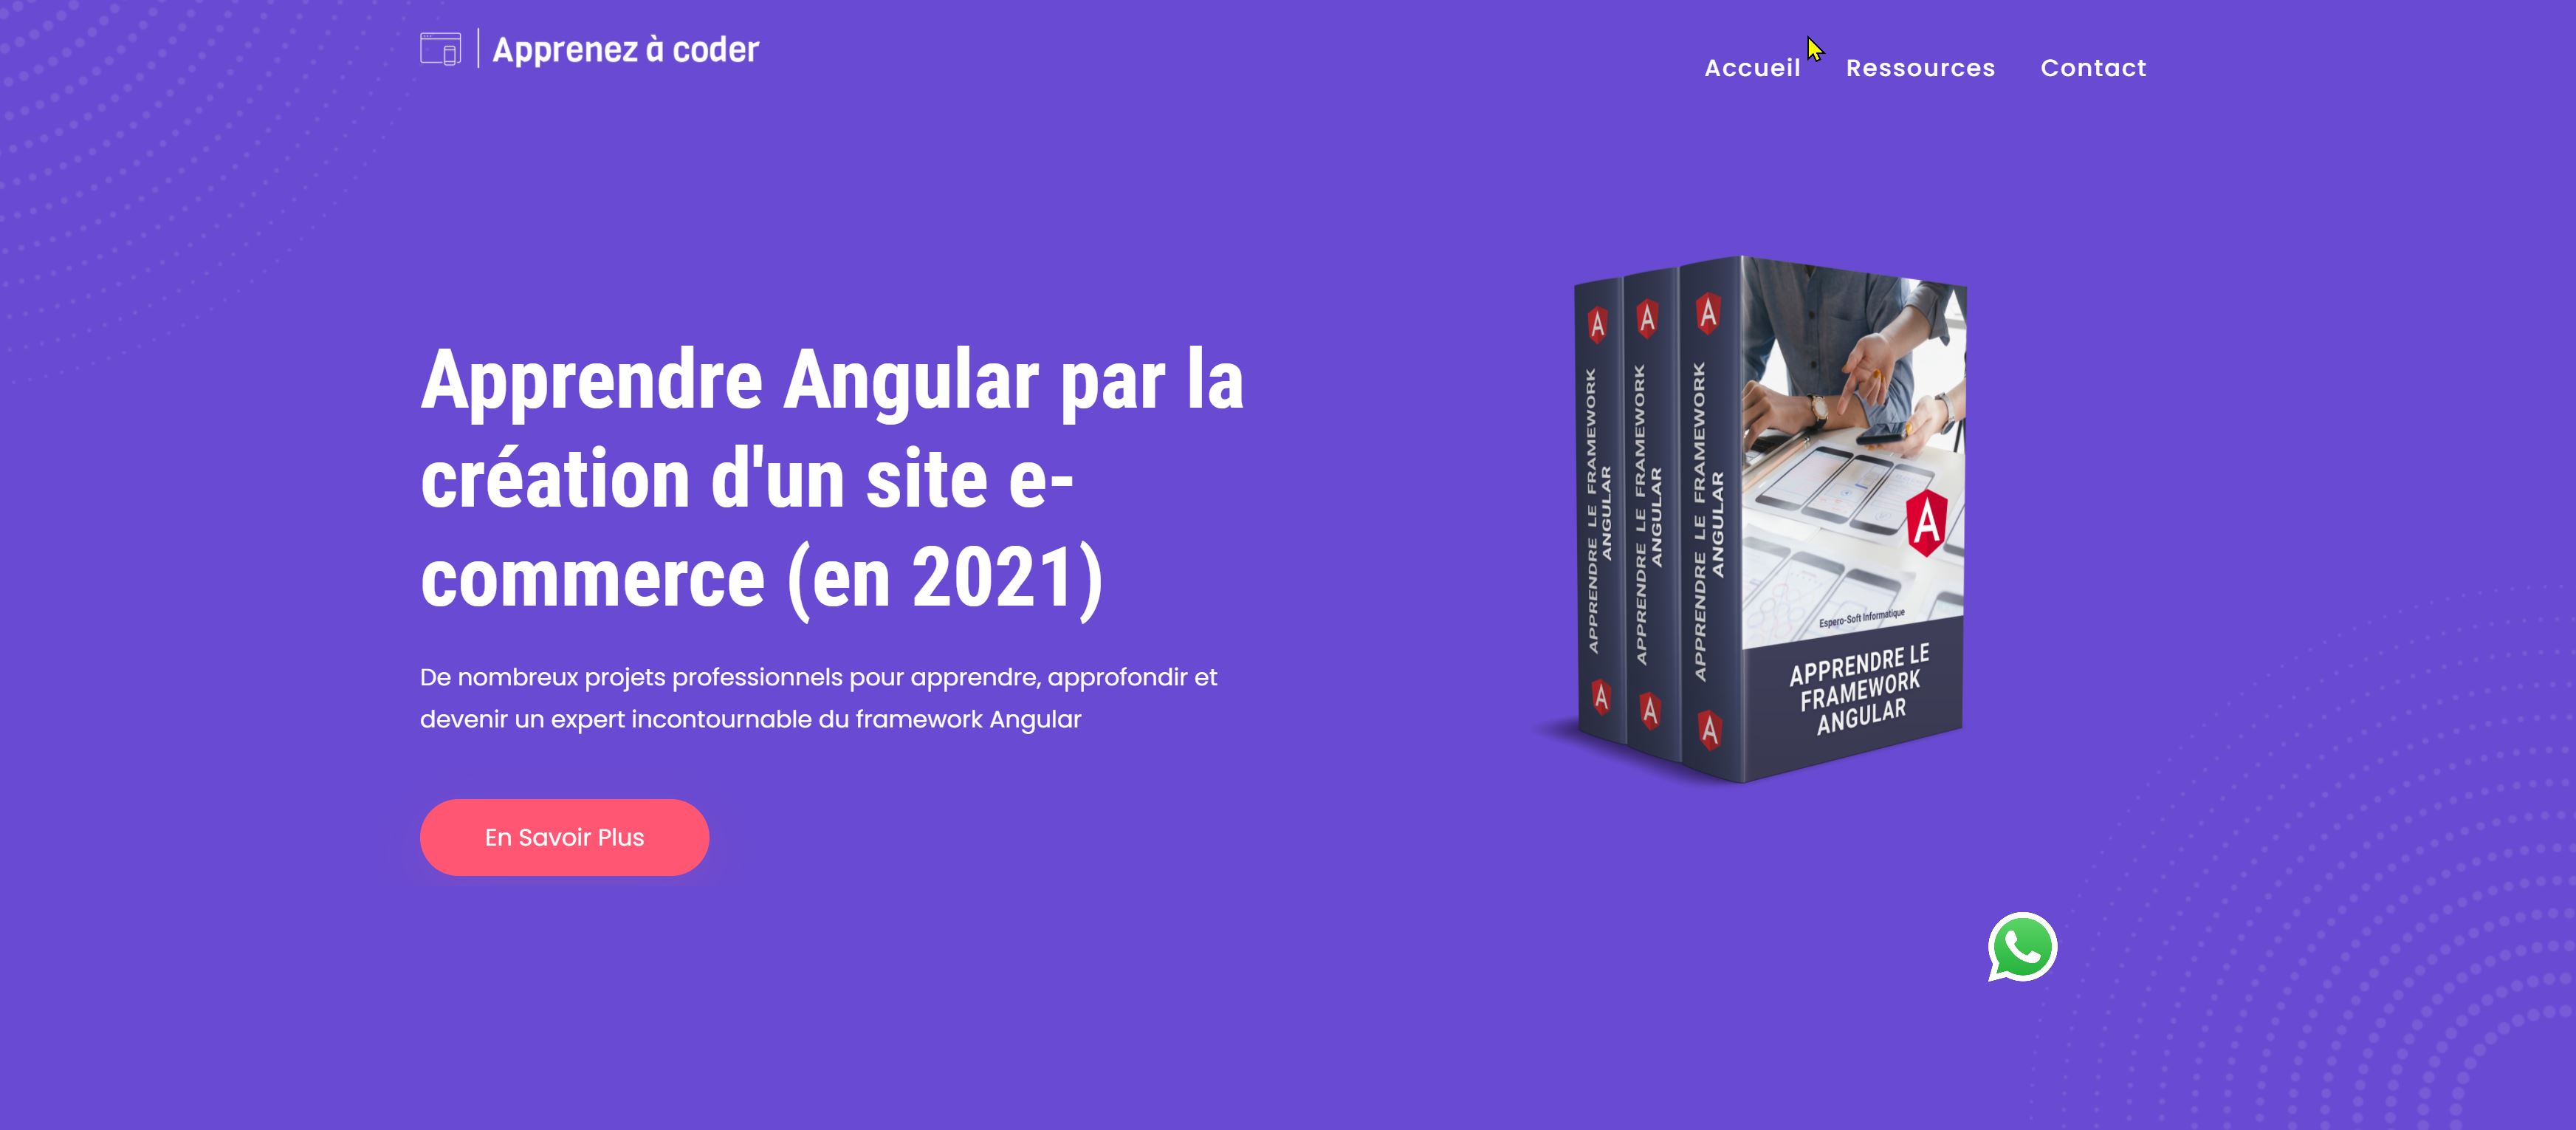 Apprenez à coder
Accueil
Ressources
Contact
Apprendre Angular par la
création d'un site e-
commerce (en 2021)
De nombreux projets professionnels pour apprendre, approfondir et
devenir un expert incontournable du framework Angular
En Savoir Plus
APPRENDRE LE FRAMEWORK
ANGULAR
APPRENDRE LE FRAMEWORK
ANGULAR
APPRENDRE LE FRAMEWORK
ANGULAR
Espero-Soft Informatique
APPRENDRE LE
FRAMEWORK
ANGULAR